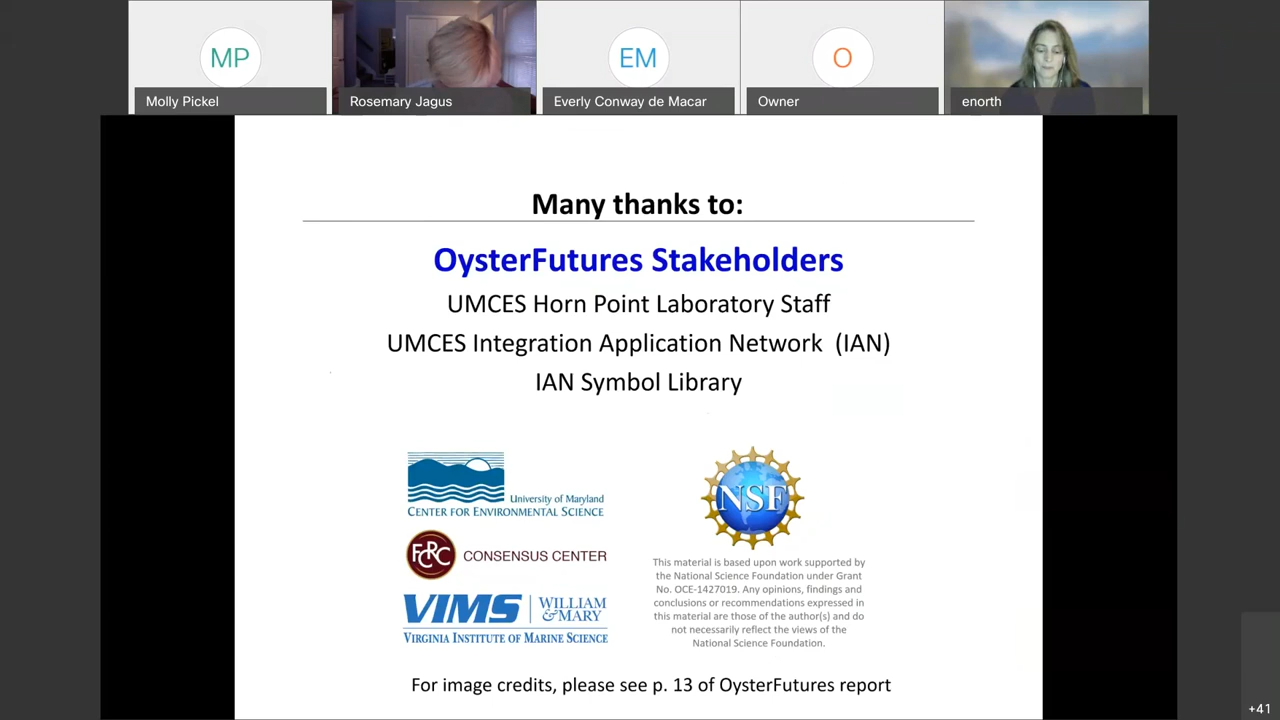 MP
EM
O
Molly Pickel
Rosemary Jagus
Everly Conway de Macar
Owner
enorth
Many thanks to:
OysterFutures Stakeholders
UMCES Horn Point Laboratory Staff
UMCES Integration Application Network (IAN)
IAN Symbol Library
University of Maryland
CENTER FOR ENVIRONMENTAL SCIENCE
FCRC CONSENSUS CENTER
VIMS WILLIAM & MARY
VIRGINIA INSTITUTE OF MARINE SCIENCE
NSF
This material is based upon work supported by
the National Science Foundation under Grant
No. OCE-1427019. Any opinions, findings and
conclusions or recommendations expressed in
this material are those of the author(s) and do
not necessarily reflect the views of the
National Science Foundation.
For image credits, please see p. 13 of OysterFutures report
+41